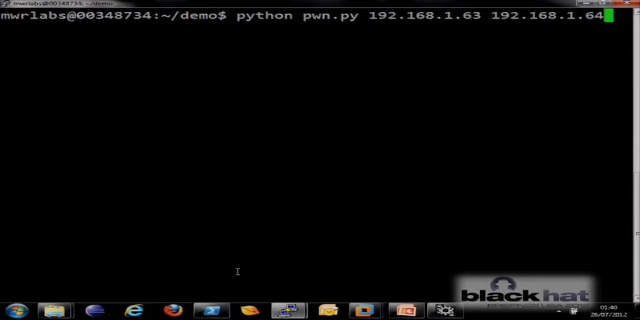 mwrlabs@00348734: ~/demo
mwrlabs@00348734:~/demo$ python pwn.py 192.168.1.63 192.168.1.64
black hat
01:40
26/07/2012